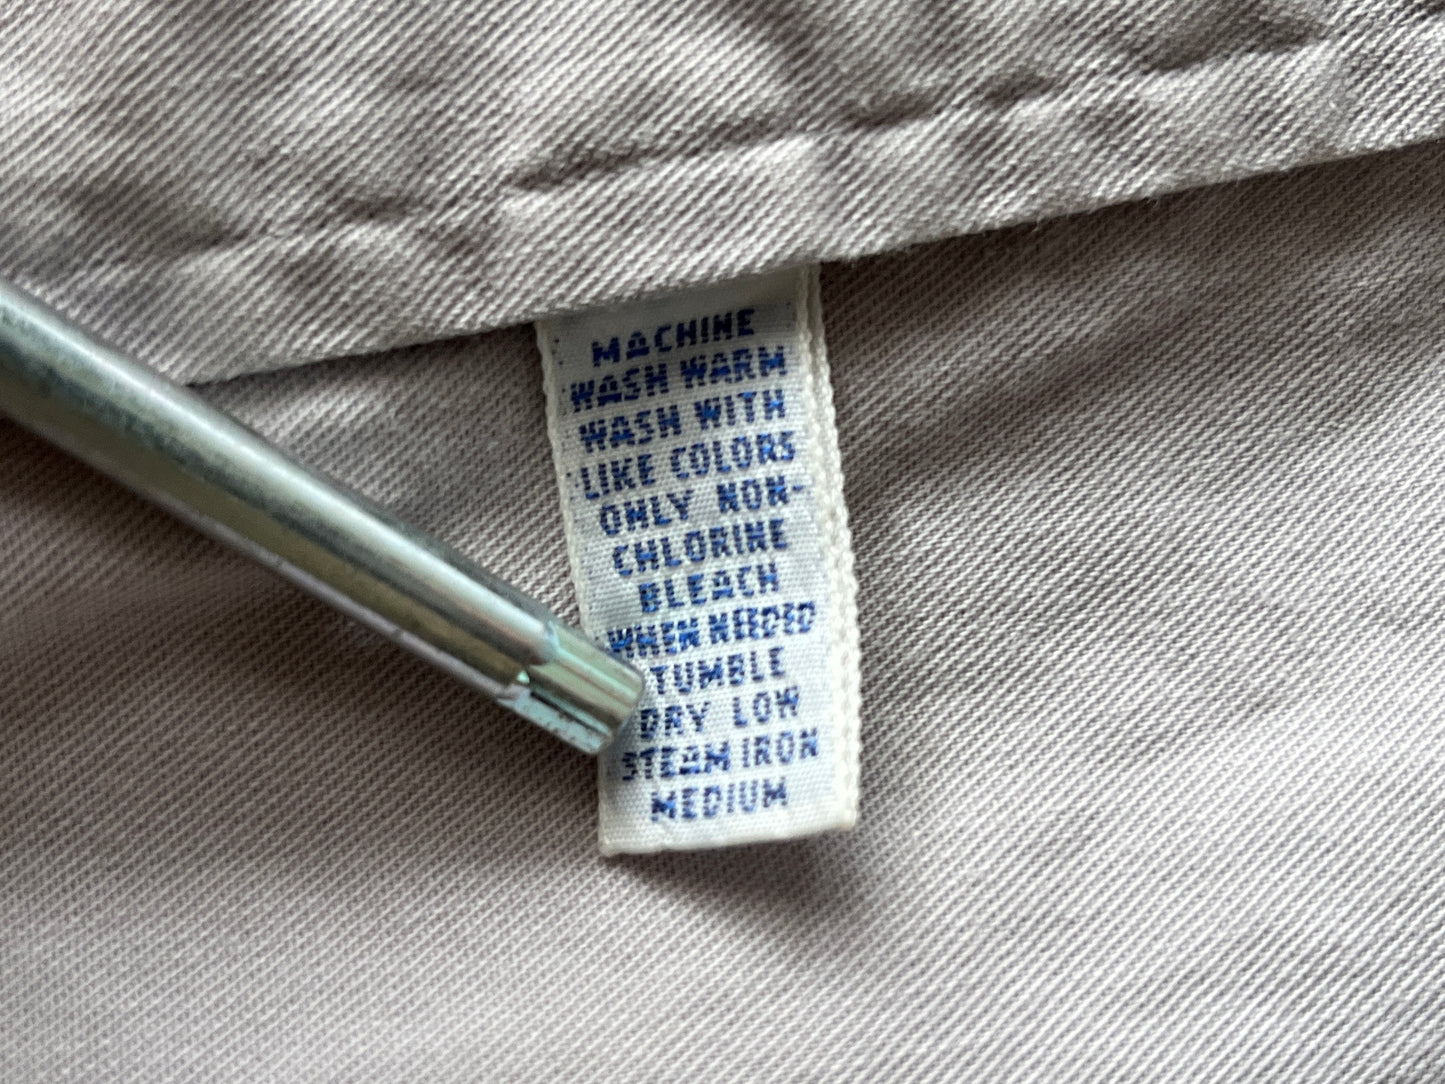 MACHINE
WASH WARM
WASH WITH
LIKE COLORS
ONLY NON-
CHLORINE
BLEACH
WHEN NEEDED
TUMBLE
DRY LOW
STEAM IRON
MEDIUM